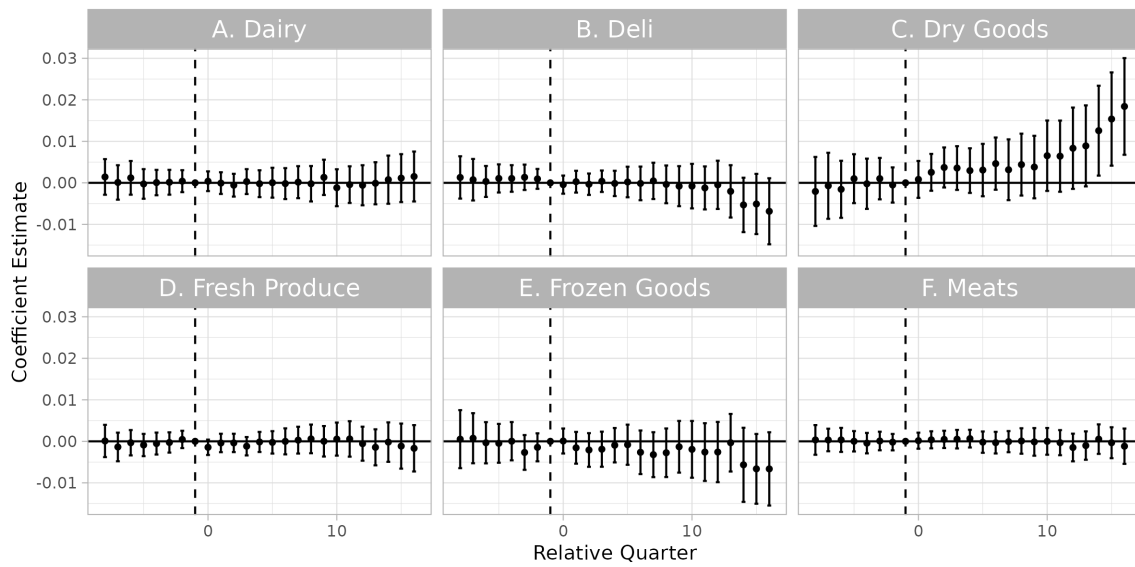 A. Dairy
B. Deli
C. Dry Goods
0.03
0.02
0.01
0.00
-0.01
D. Fresh Produce
E. Frozen Goods
F. Meats
0.03
0.02
0.01
0.00
-0.01
0
10
0
10
0
10
Coefficient Estimate
Relative Quarter